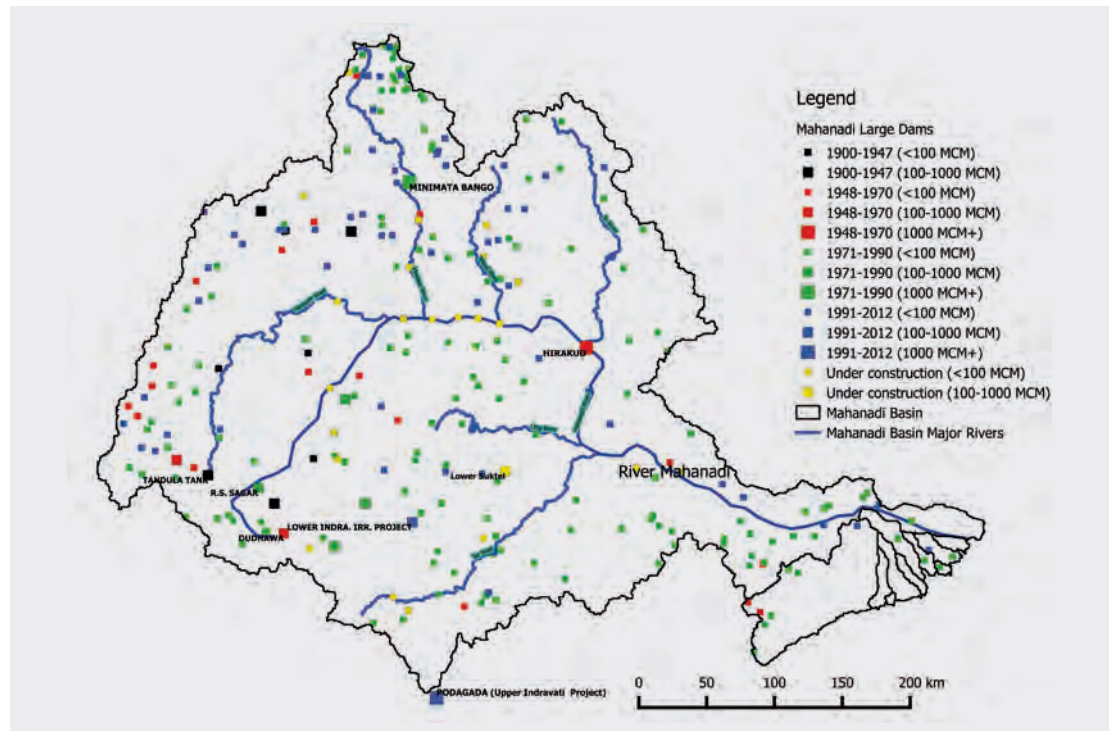 Legend
Mahanadi Large Dams
1900-1947 (<100 MCM)
1900-1947 (100-1000 MCM)
1948-1970 (<100 MCM)
1948-1970 (100-1000 MCM)
1948-1970 (1000 MCM+)
1971-1990 (<100 MCM)
1971-1990 (100-1000 MCM)
1971-1990 (1000 MCM+)
1991-2012 (<100 MCM)
1991-2012 (100-1000 MCM)
1991-2012 (1000 MCM+)
Under construction (<100 MCM)
Under construction (100-1000 MCM)
Mahanadi Basin
Mahanadi Basin Major Rivers
MINIMATA BANGO
HIRAKUD
River Mahanadi
Lower Suktel
TANDULA TANK
R.S. SAGAR
LOWER INDRA. IRR. PROJECT
DUDHAWA
PODAGADA (Upper Indravati Project)
0 50 100 150 200 km